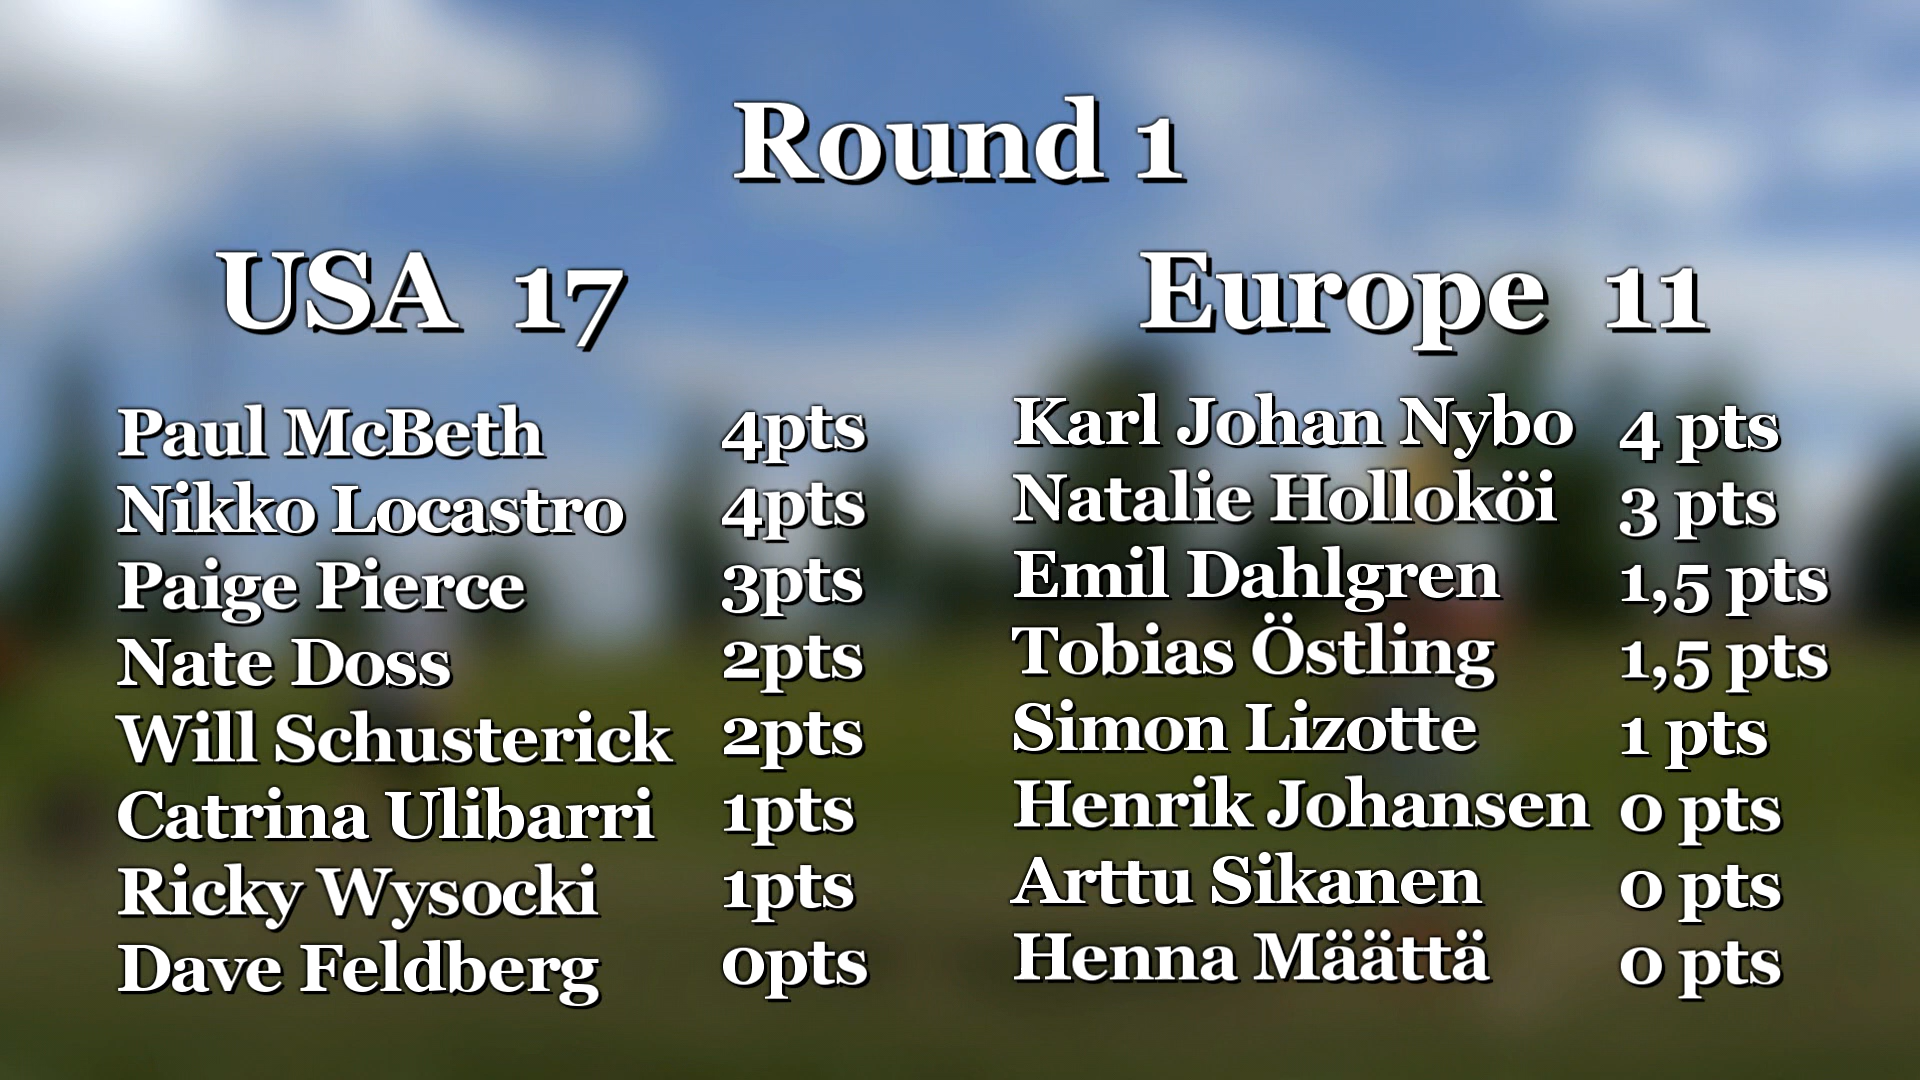 Round 1
USA 17
Paul McBeth 4pts
Nikko Locastro 4pts
Paige Pierce 3pts
Nate Doss 2pts
Will Schusterick 2pts
Catrina Ulibarri 1pts
Ricky Wysocki 1pts
Dave Feldberg 0pts
Europe 11
Karl Johan Nybo 4 pts
Natalie Holloköi 3 pts
Emil Dahlgren 1,5 pts
Tobias Östling 1,5 pts
Simon Lizotte 1 pts
Henrik Johansen 0 pts
Arttu Sikanen 0 pts
Henna Määttä 0 pts